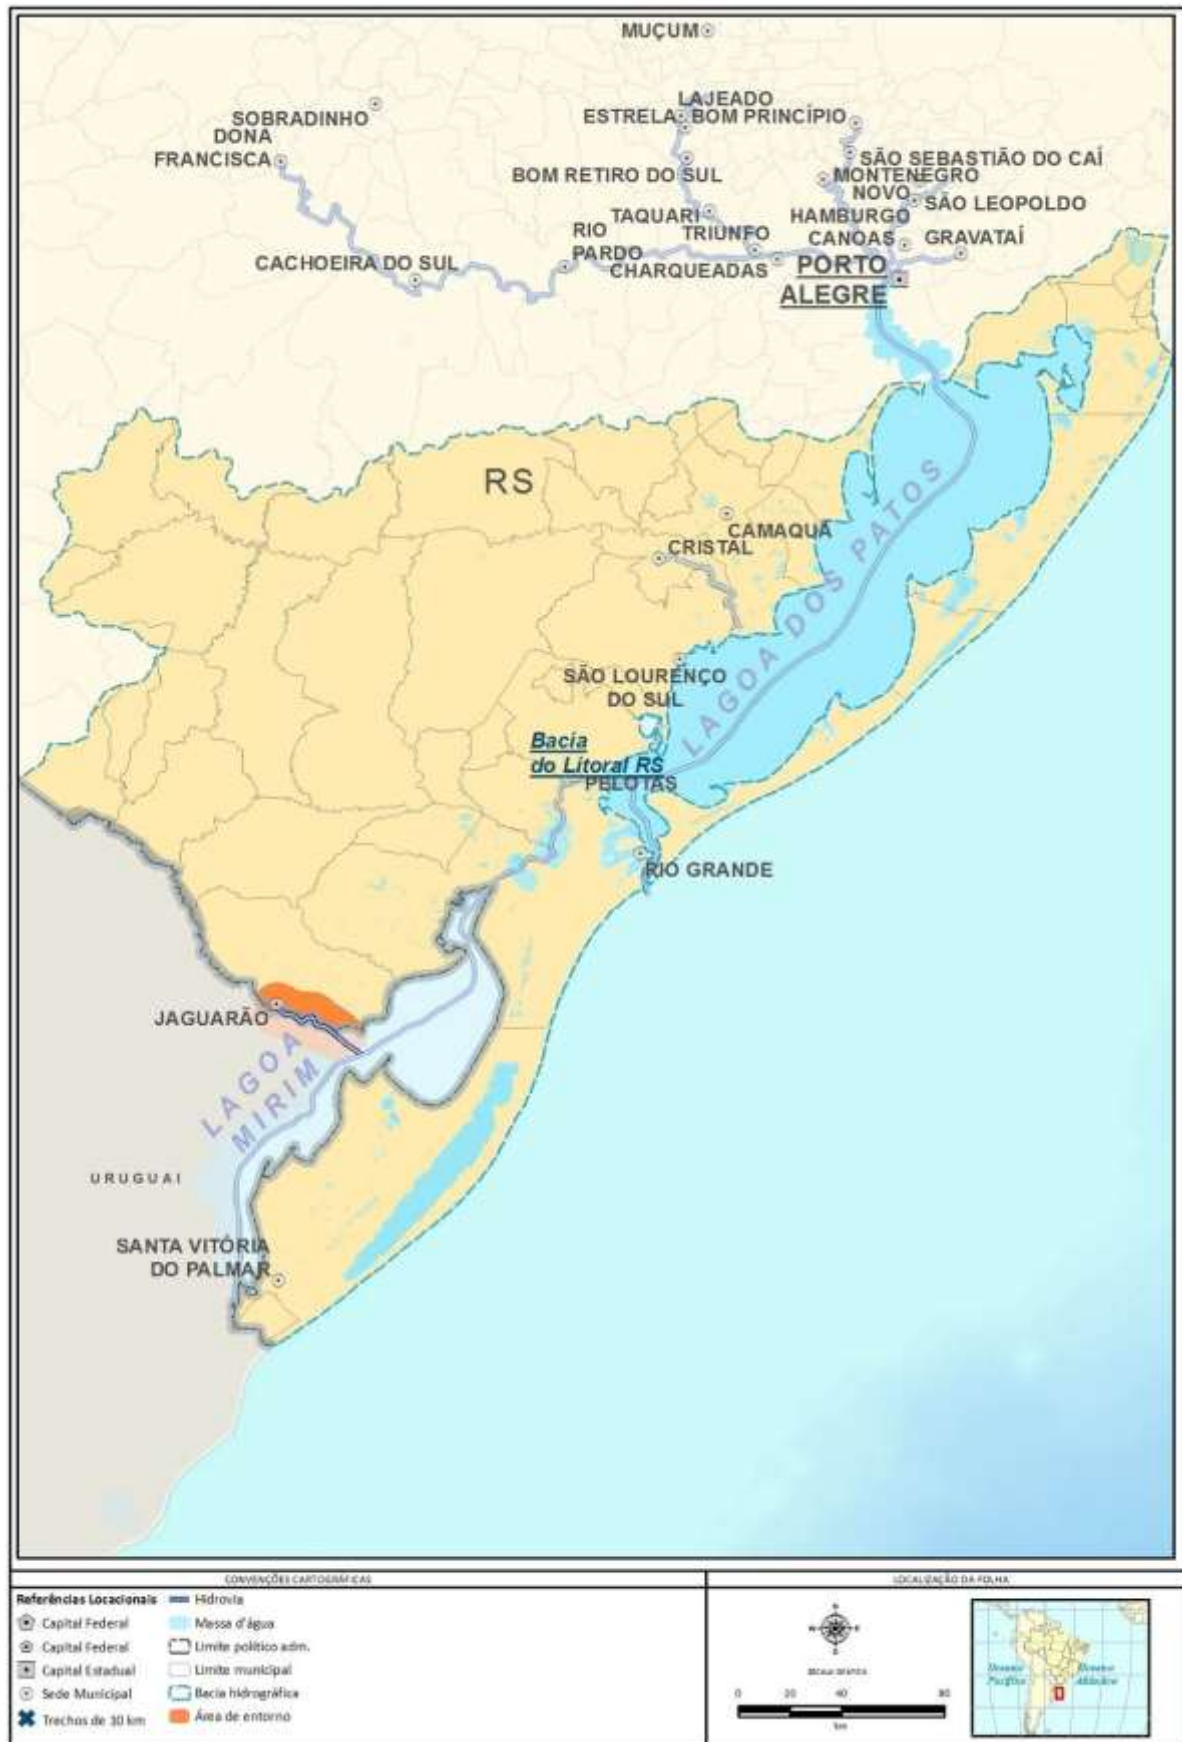 MUÇUM
LAJEADO
SOBRADINHO
ESTRELA
BOM PRINCÍPIO
DONA
FRANCISCA
SÃO SEBASTIÃO DO CAÍ
BOM RETIRO DO SUL
MONTENEGRO
NOVO
HAMBURGO
SÃO LEOPOLDO
TAQUARI
TRIUNFO
RIO
PARDO
CANOAS
GRAVATAÍ
CACHOEIRA DO SUL
CHARQUEADAS
PORTO
ALEGRE
RS
CAMAQUÃ
CRISTAL
LAGOA DOS PATOS
SÃO LOURENÇO
DO SUL
Bacia
do Litoral RS
PELOTAS
RIO GRANDE
JAGUARÃO
LAGOA
MIRIM
URUGUAI
SANTA VITÓRIA
DO PALMAR
CONVENÇÕES CARTOGRÁFICAS
Referências Locacionais
Capital Federal
Capital Federal
Capital Estadual
Sede Municipal
Trechos de 10 km
Hidrovia
Massa d'água
Limite político adm.
Limite municipal
Bacia hidrográfica
Área de entorno
LOCALIZAÇÃO DA FOLHA
N
W E
S
ESCALA GRÁFICA
0 20 40 80
km
Oceano
Pacífico
Oceano
Atlântico